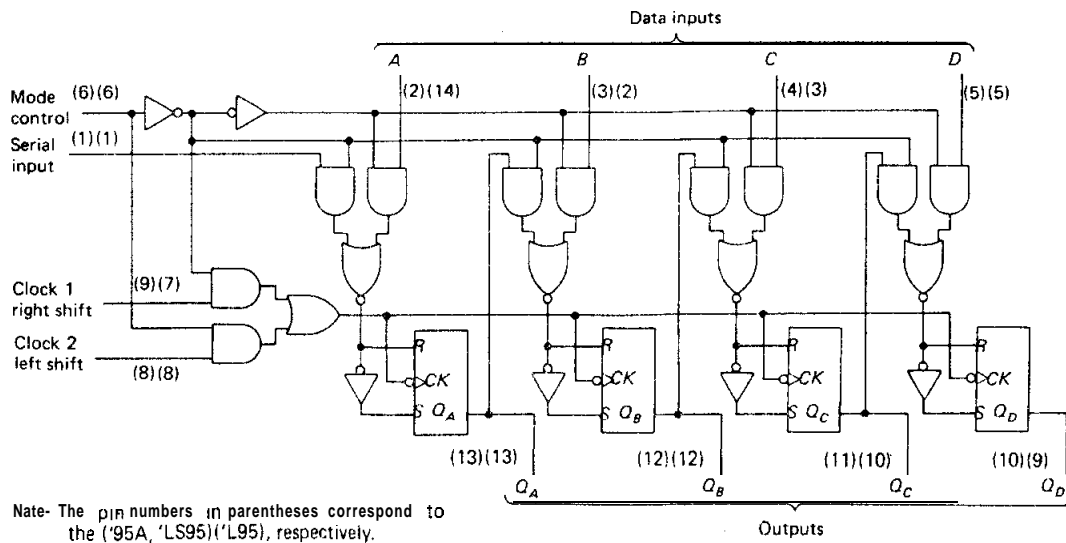 Data inputs
A B C D
Mode control
(6)(6)
(2)(14)
(3)(2)
(4)(3)
(5)(5)
Serial input
(1)(1)
Clock 1 right shift
(9)(7)
Clock 2 left shift
(8)(8)
R
CK
S Q_A
R
CK
S Q_B
R
CK
S Q_C
R
CK
S Q_D
(13)(13)
(12)(12)
(11)(10)
(10)(9)
Q_A Q_B Q_C Q_D
Outputs
Nate- The pin numbers in parentheses correspond to
the ('95A, 'LS95)('L95), respectively.